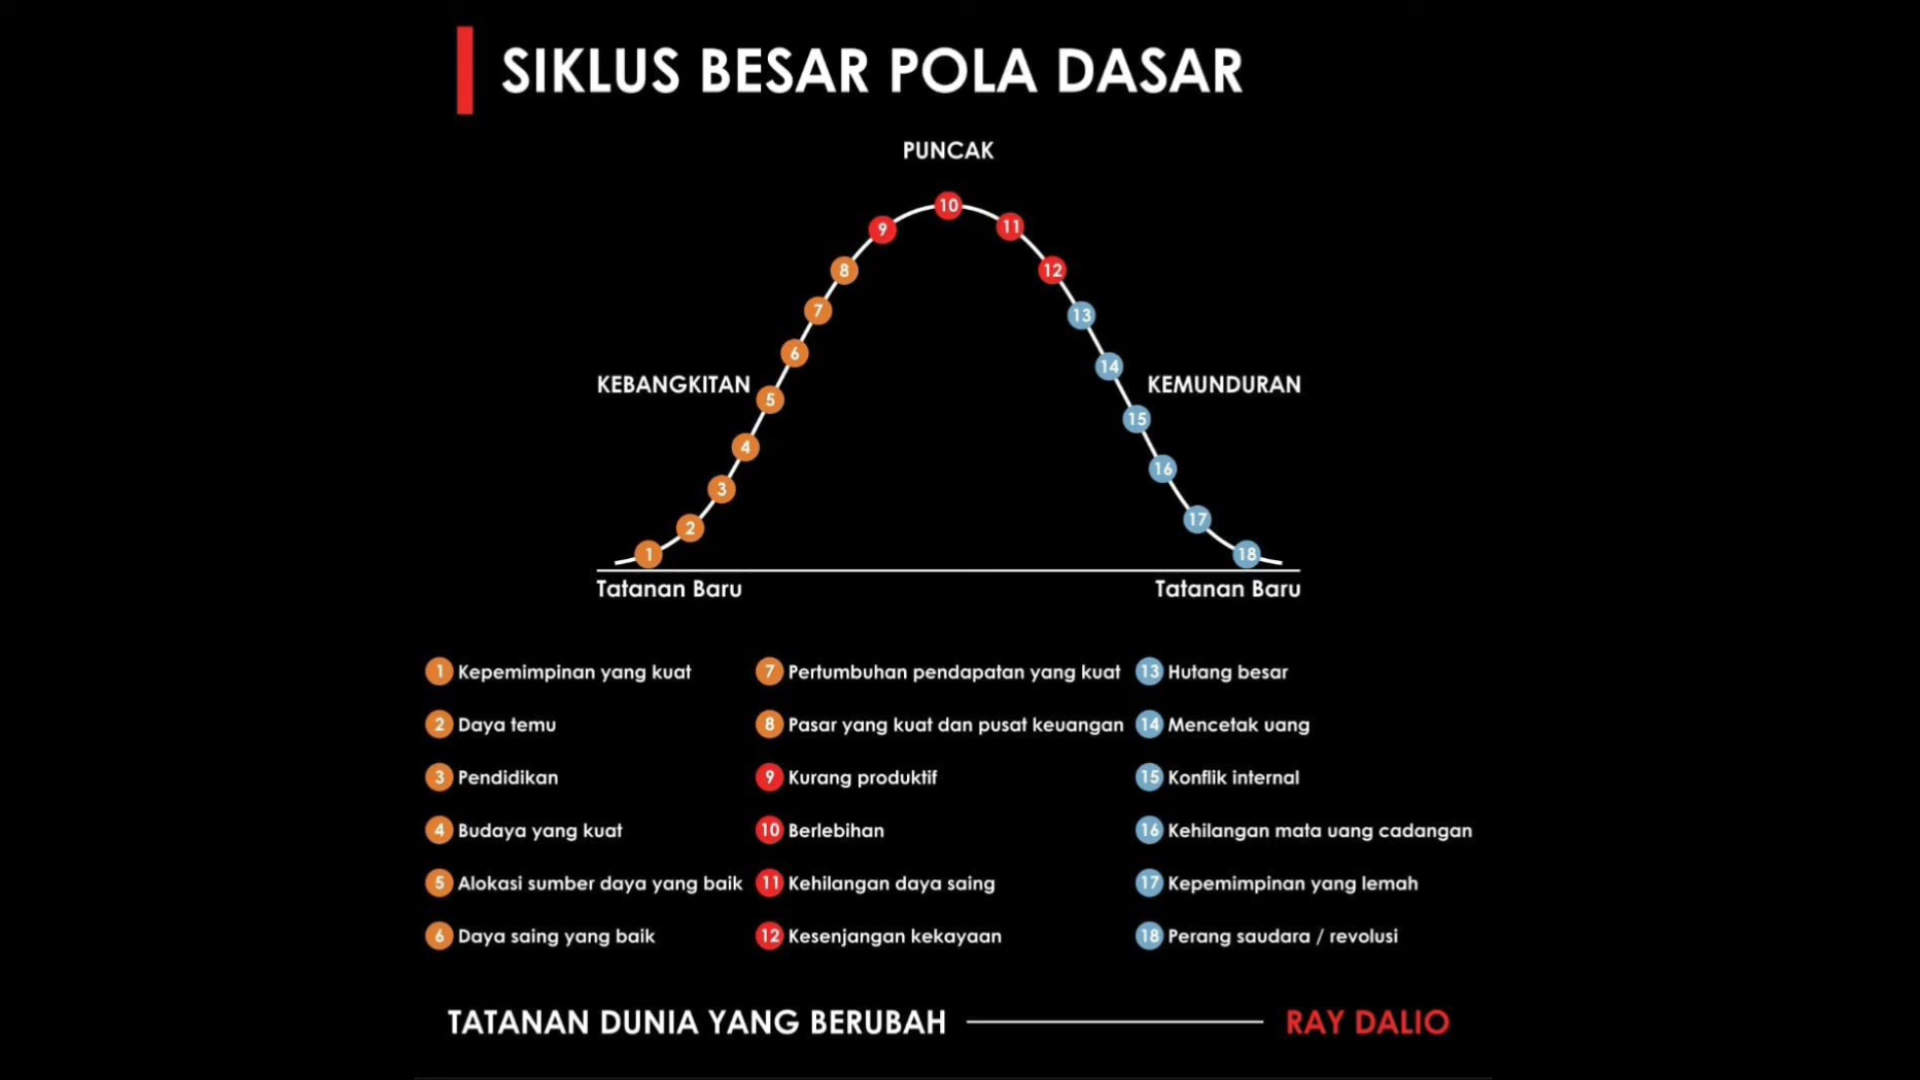 SIKLUS BESAR POLA DASAR
PUNCAK
10
9
11
8
12
7
13
6
14
KEBANGKITAN
KEMUNDURAN
5
15
4
16
3
17
2
1
18
Tatanan Baru
Tatanan Baru
1 Kepemimpinan yang kuat
2 Daya temu
3 Pendidikan
4 Budaya yang kuat
5 Alokasi sumber daya yang baik
6 Daya saing yang baik
7 Pertumbuhan pendapatan yang kuat
8 Pasar yang kuat dan pusat keuangan
9 Kurang produktif
10 Berlebihan
11 Kehilangan daya saing
12 Kesenjangan kekayaan
13 Hutang besar
14 Mencetak uang
15 Konflik internal
16 Kehilangan mata uang cadangan
17 Kepemimpinan yang lemah
18 Perang saudara / revolusi
TATANAN DUNIA YANG BERUBAH
RAY DALIO